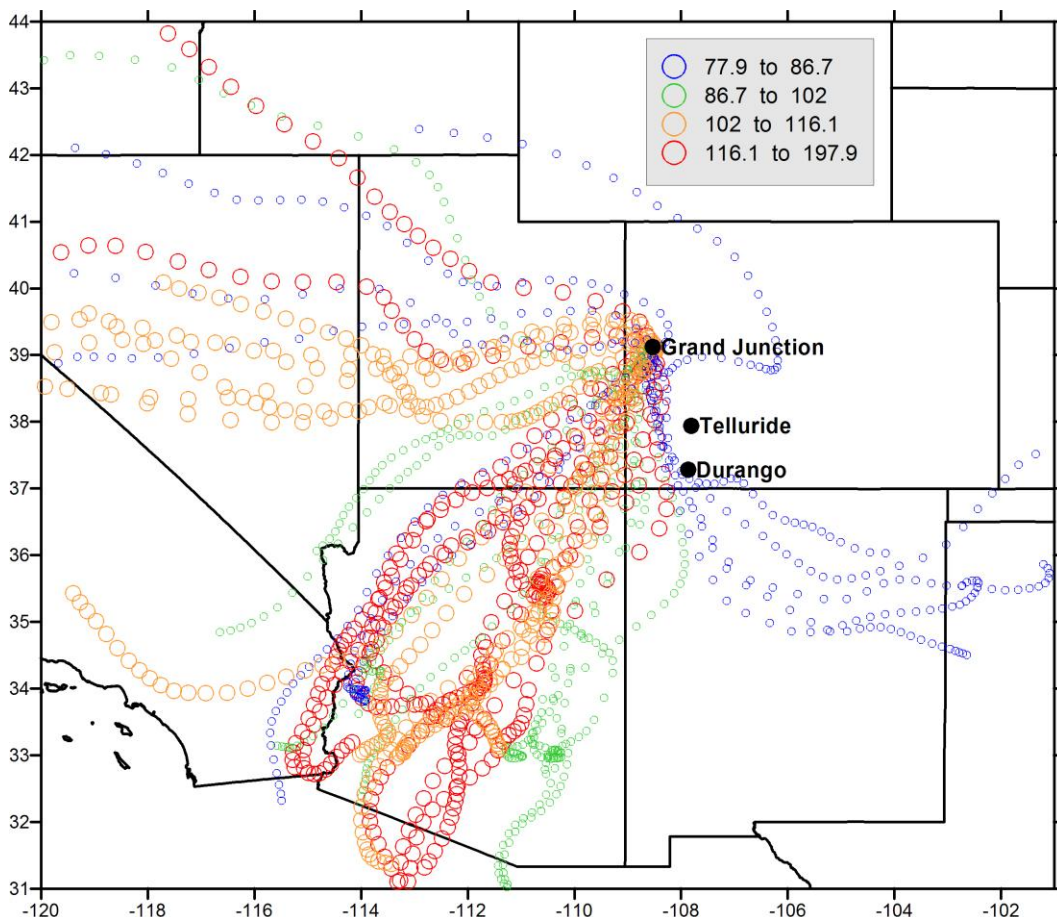 44
43
42
41
40
39
38
37
36
35
34
33
32
31
77.9 to 86.7
86.7 to 102
102 to 116.1
116.1 to 197.9
Grand Junction
Telluride
Durango
-120 -118 -116 -114 -112 -110 -108 -106 -104 -102